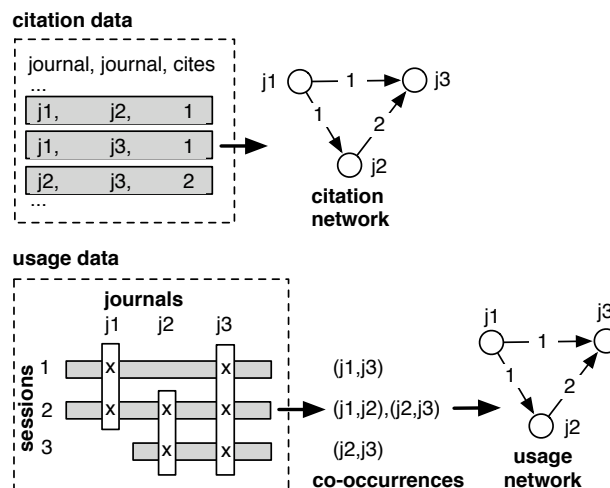 citation data
journal, journal, cites
...
j1, j2, 1
j1, j3, 1
j2, j3, 2
...
j1 1 j3
1 2
j2
citation
network
usage data
journals
j1 j2 j3
sessions
1 x x
2 x x x
3 x x
(j1,j3)
(j1,j2),(j2,j3)
(j2,j3)
co-occurrences
j1 j3
1
1 2
j2
usage
network